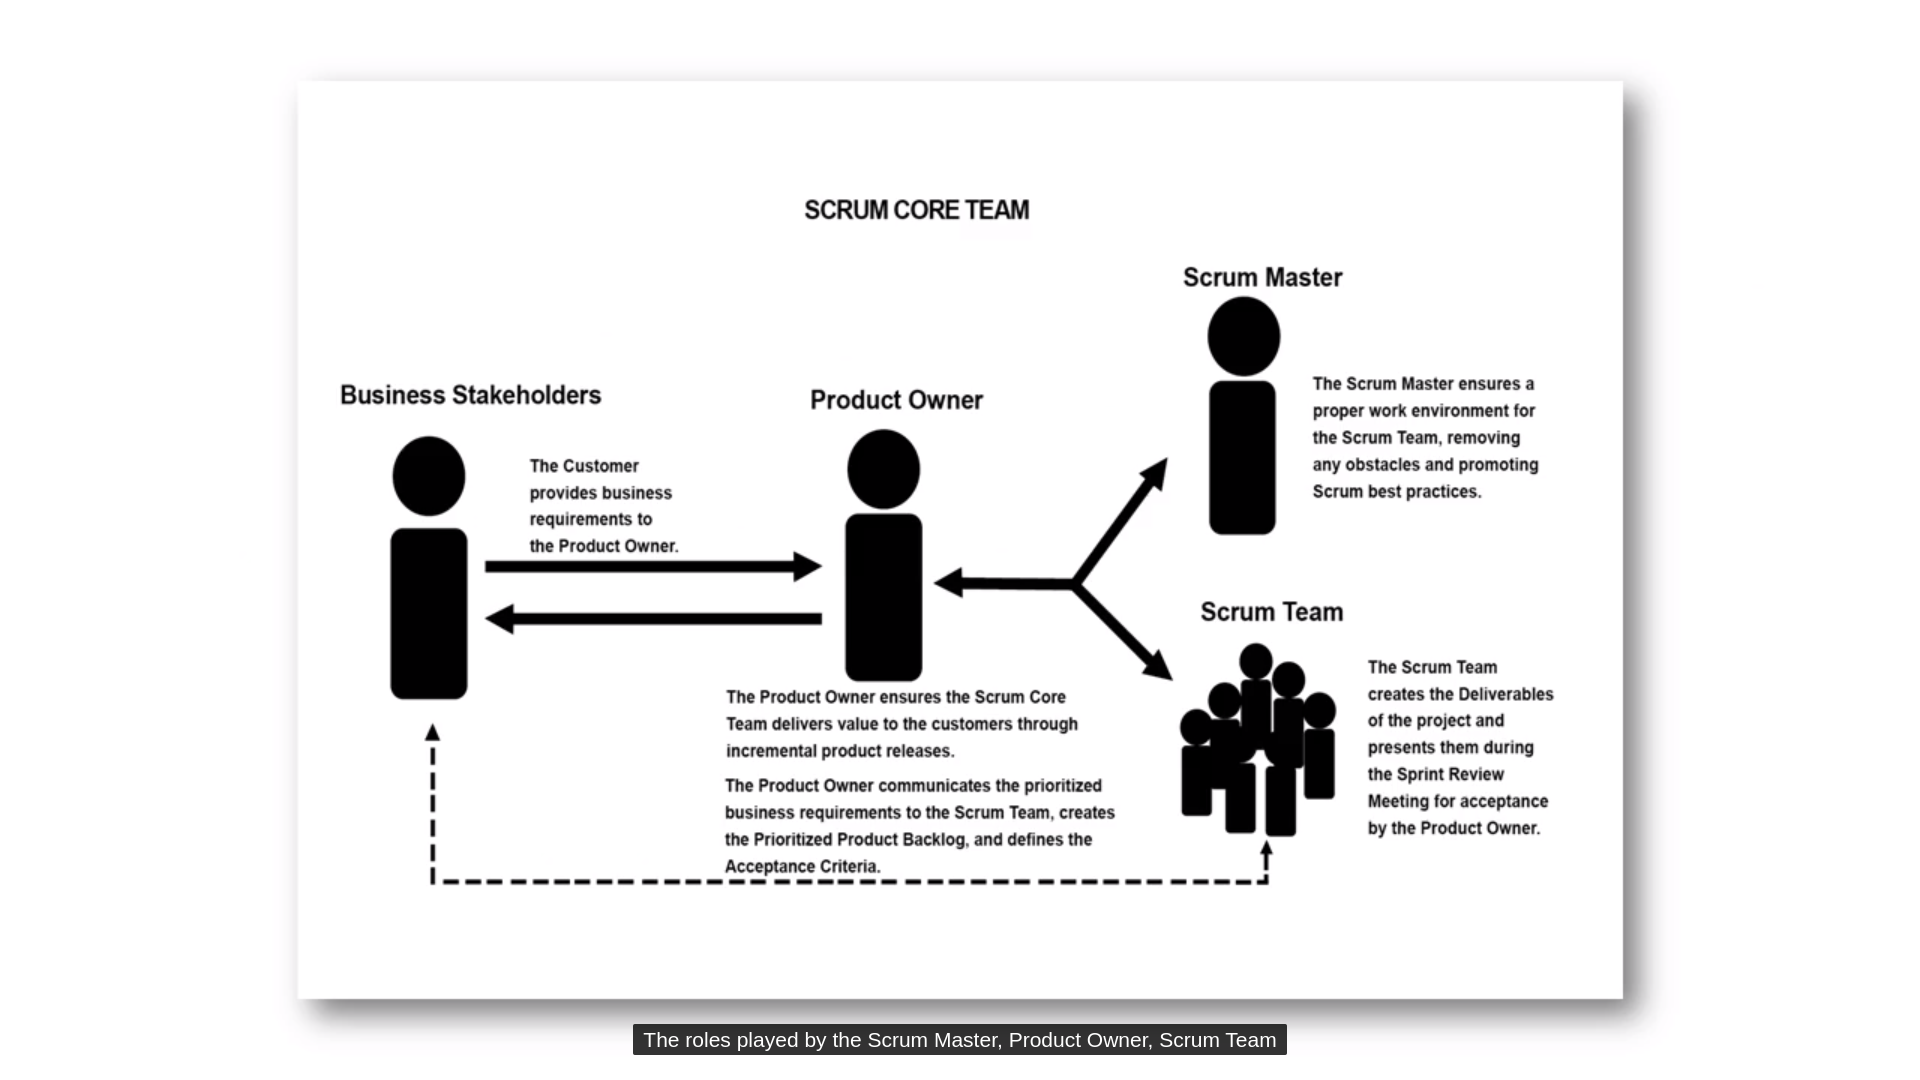 SCRUM CORE TEAM
Scrum Master
The Scrum Master ensures a
proper work environment for
the Scrum Team, removing
any obstacles and promoting
Scrum best practices.
Business Stakeholders
The Customer
provides business
requirements to
the Product Owner.
Product Owner
The Product Owner ensures the Scrum Core
Team delivers value to the customers through
incremental product releases.
The Product Owner communicates the prioritized
business requirements to the Scrum Team, creates
the Prioritized Product Backlog, and defines the
Acceptance Criteria.
Scrum Team
The Scrum Team
creates the Deliverables
of the project and
presents them during
the Sprint Review
Meeting for acceptance
by the Product Owner.
The roles played by the Scrum Master, Product Owner, Scrum Team